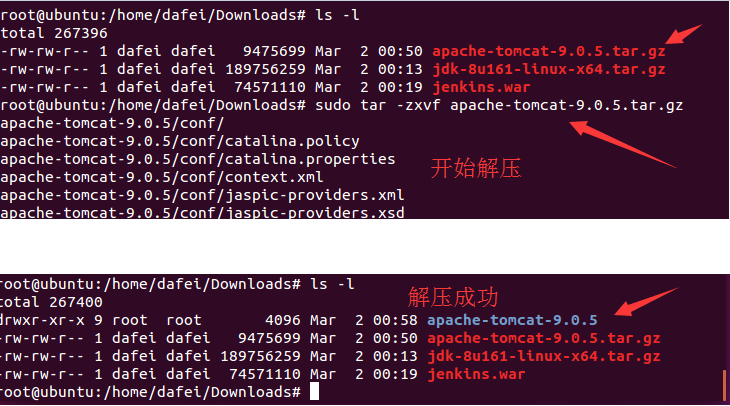 root@ubuntu:/home/dafei/Downloads# ls -l
total 267396
-rw-rw-r-- 1 dafei dafei   9475699 Mar  2 00:50 apache-tomcat-9.0.5.tar.gz
-rw-rw-r-- 1 dafei dafei 189756259 Mar  2 00:13 jdk-8u161-linux-x64.tar.gz
-rw-rw-r-- 1 dafei dafei  74571110 Mar  2 00:19 jenkins.war
root@ubuntu:/home/dafei/Downloads# sudo tar -zxvf apache-tomcat-9.0.5.tar.gz
apache-tomcat-9.0.5/conf/
apache-tomcat-9.0.5/conf/catalina.policy
apache-tomcat-9.0.5/conf/catalina.properties
apache-tomcat-9.0.5/conf/context.xml
开始解压
apache-tomcat-9.0.5/conf/jaspic-providers.xml
apache-tomcat-9.0.5/conf/jaspic-providers.xsd
root@ubuntu:/home/dafei/Downloads# ls -l
total 267400
解压成功
drwxr-xr-x 9 root  root       4096 Mar  2 00:58 apache-tomcat-9.0.5
-rw-rw-r-- 1 dafei dafei   9475699 Mar  2 00:50 apache-tomcat-9.0.5.tar.gz
-rw-rw-r-- 1 dafei dafei 189756259 Mar  2 00:13 jdk-8u161-linux-x64.tar.gz
-rw-rw-r-- 1 dafei dafei  74571110 Mar  2 00:19 jenkins.war
root@ubuntu:/home/dafei/Downloads#